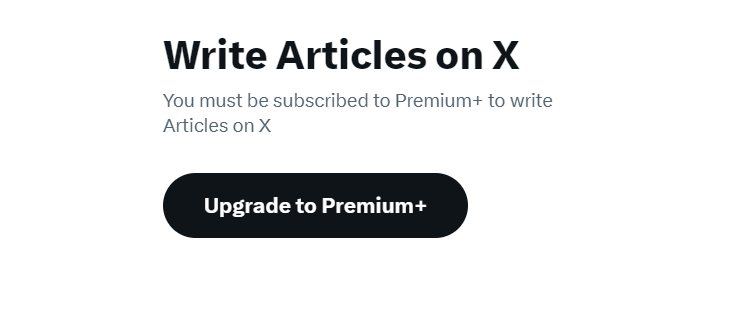 Write Articles on X
You must be subscribed to Premium+ to write
Articles on X
Upgrade to Premium+